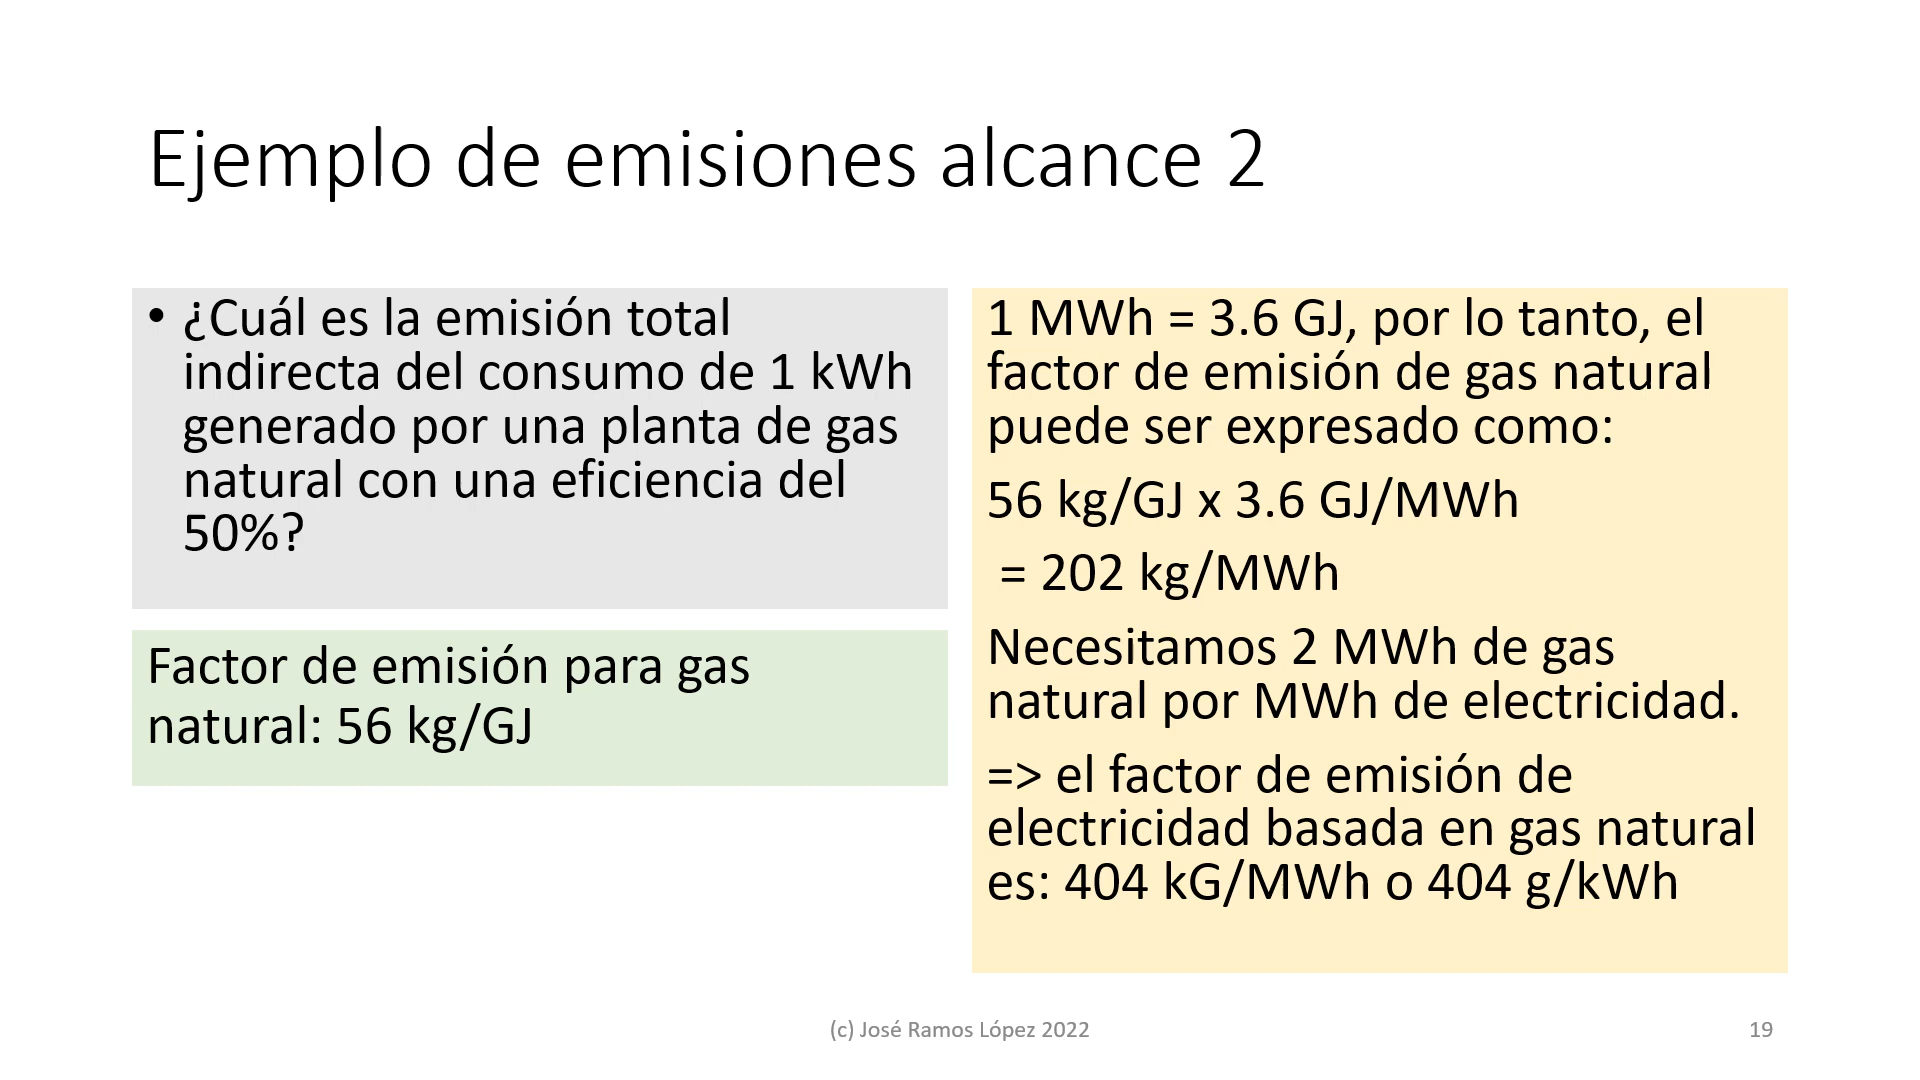 Ejemplo de emisiones alcance 2
• ¿Cuál es la emisión total
indirecta del consumo de 1 kWh
generado por una planta de gas
natural con una eficiencia del
50%?
Factor de emisión para gas
natural: 56 kg/GJ
1 MWh = 3.6 GJ, por lo tanto, el
factor de emisión de gas natural
puede ser expresado como:
56 kg/GJ x 3.6 GJ/MWh
= 202 kg/MWh
Necesitamos 2 MWh de gas
natural por MWh de electricidad.
=> el factor de emisión de
electricidad basada en gas natural
es: 404 kG/MWh o 404 g/kWh
(c) José Ramos López 2022
19